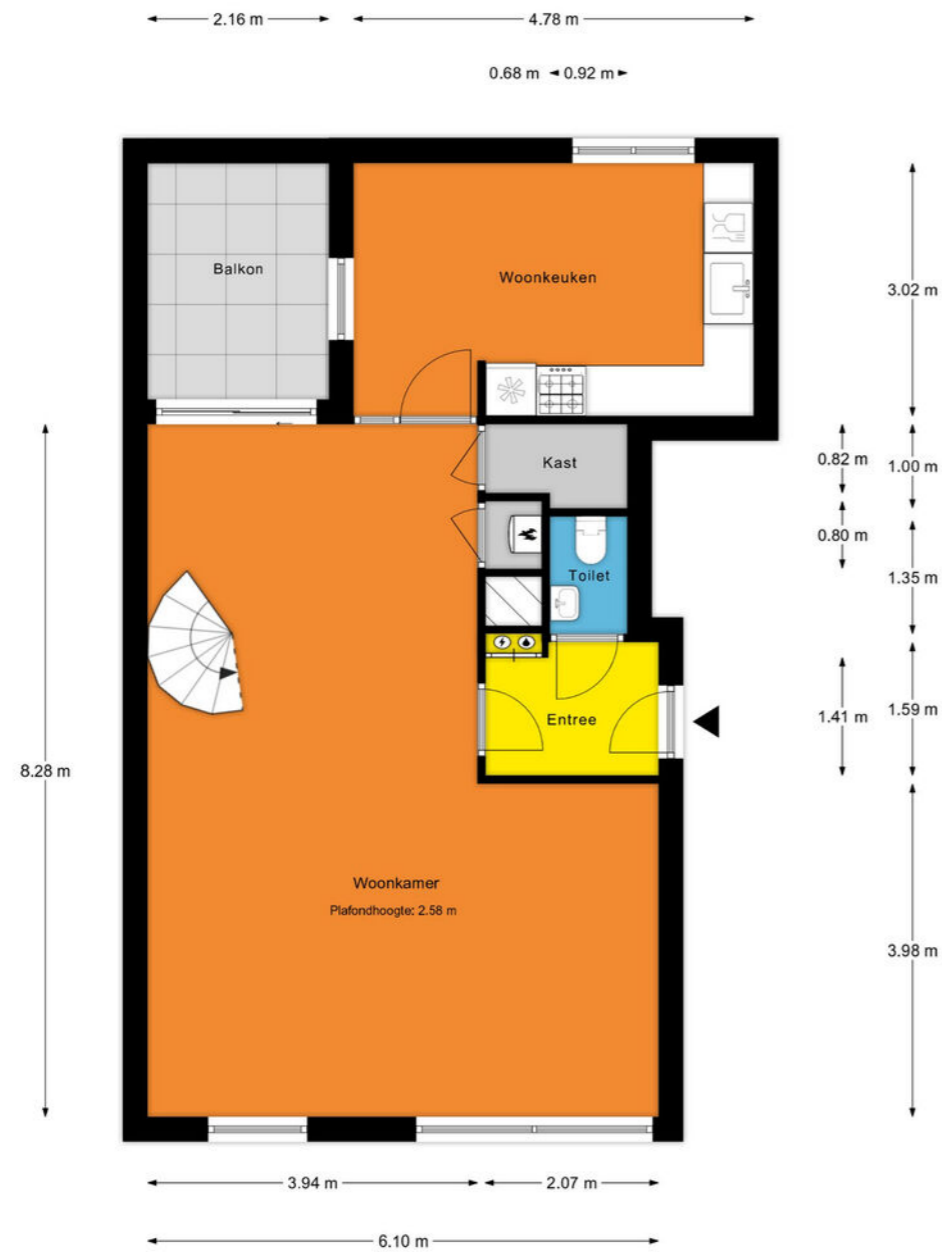 2.16 m
4.78 m
0.68 m
0.92 m
Balkon
Woonkeuken
3.02 m
Kast
0.82 m
1.00 m
0.80 m
Toilet
1.35 m
Entree
1.41 m
1.59 m
8.28 m
Woonkamer
Plafondhoogte: 2.58 m
3.98 m
3.94 m
2.07 m
6.10 m